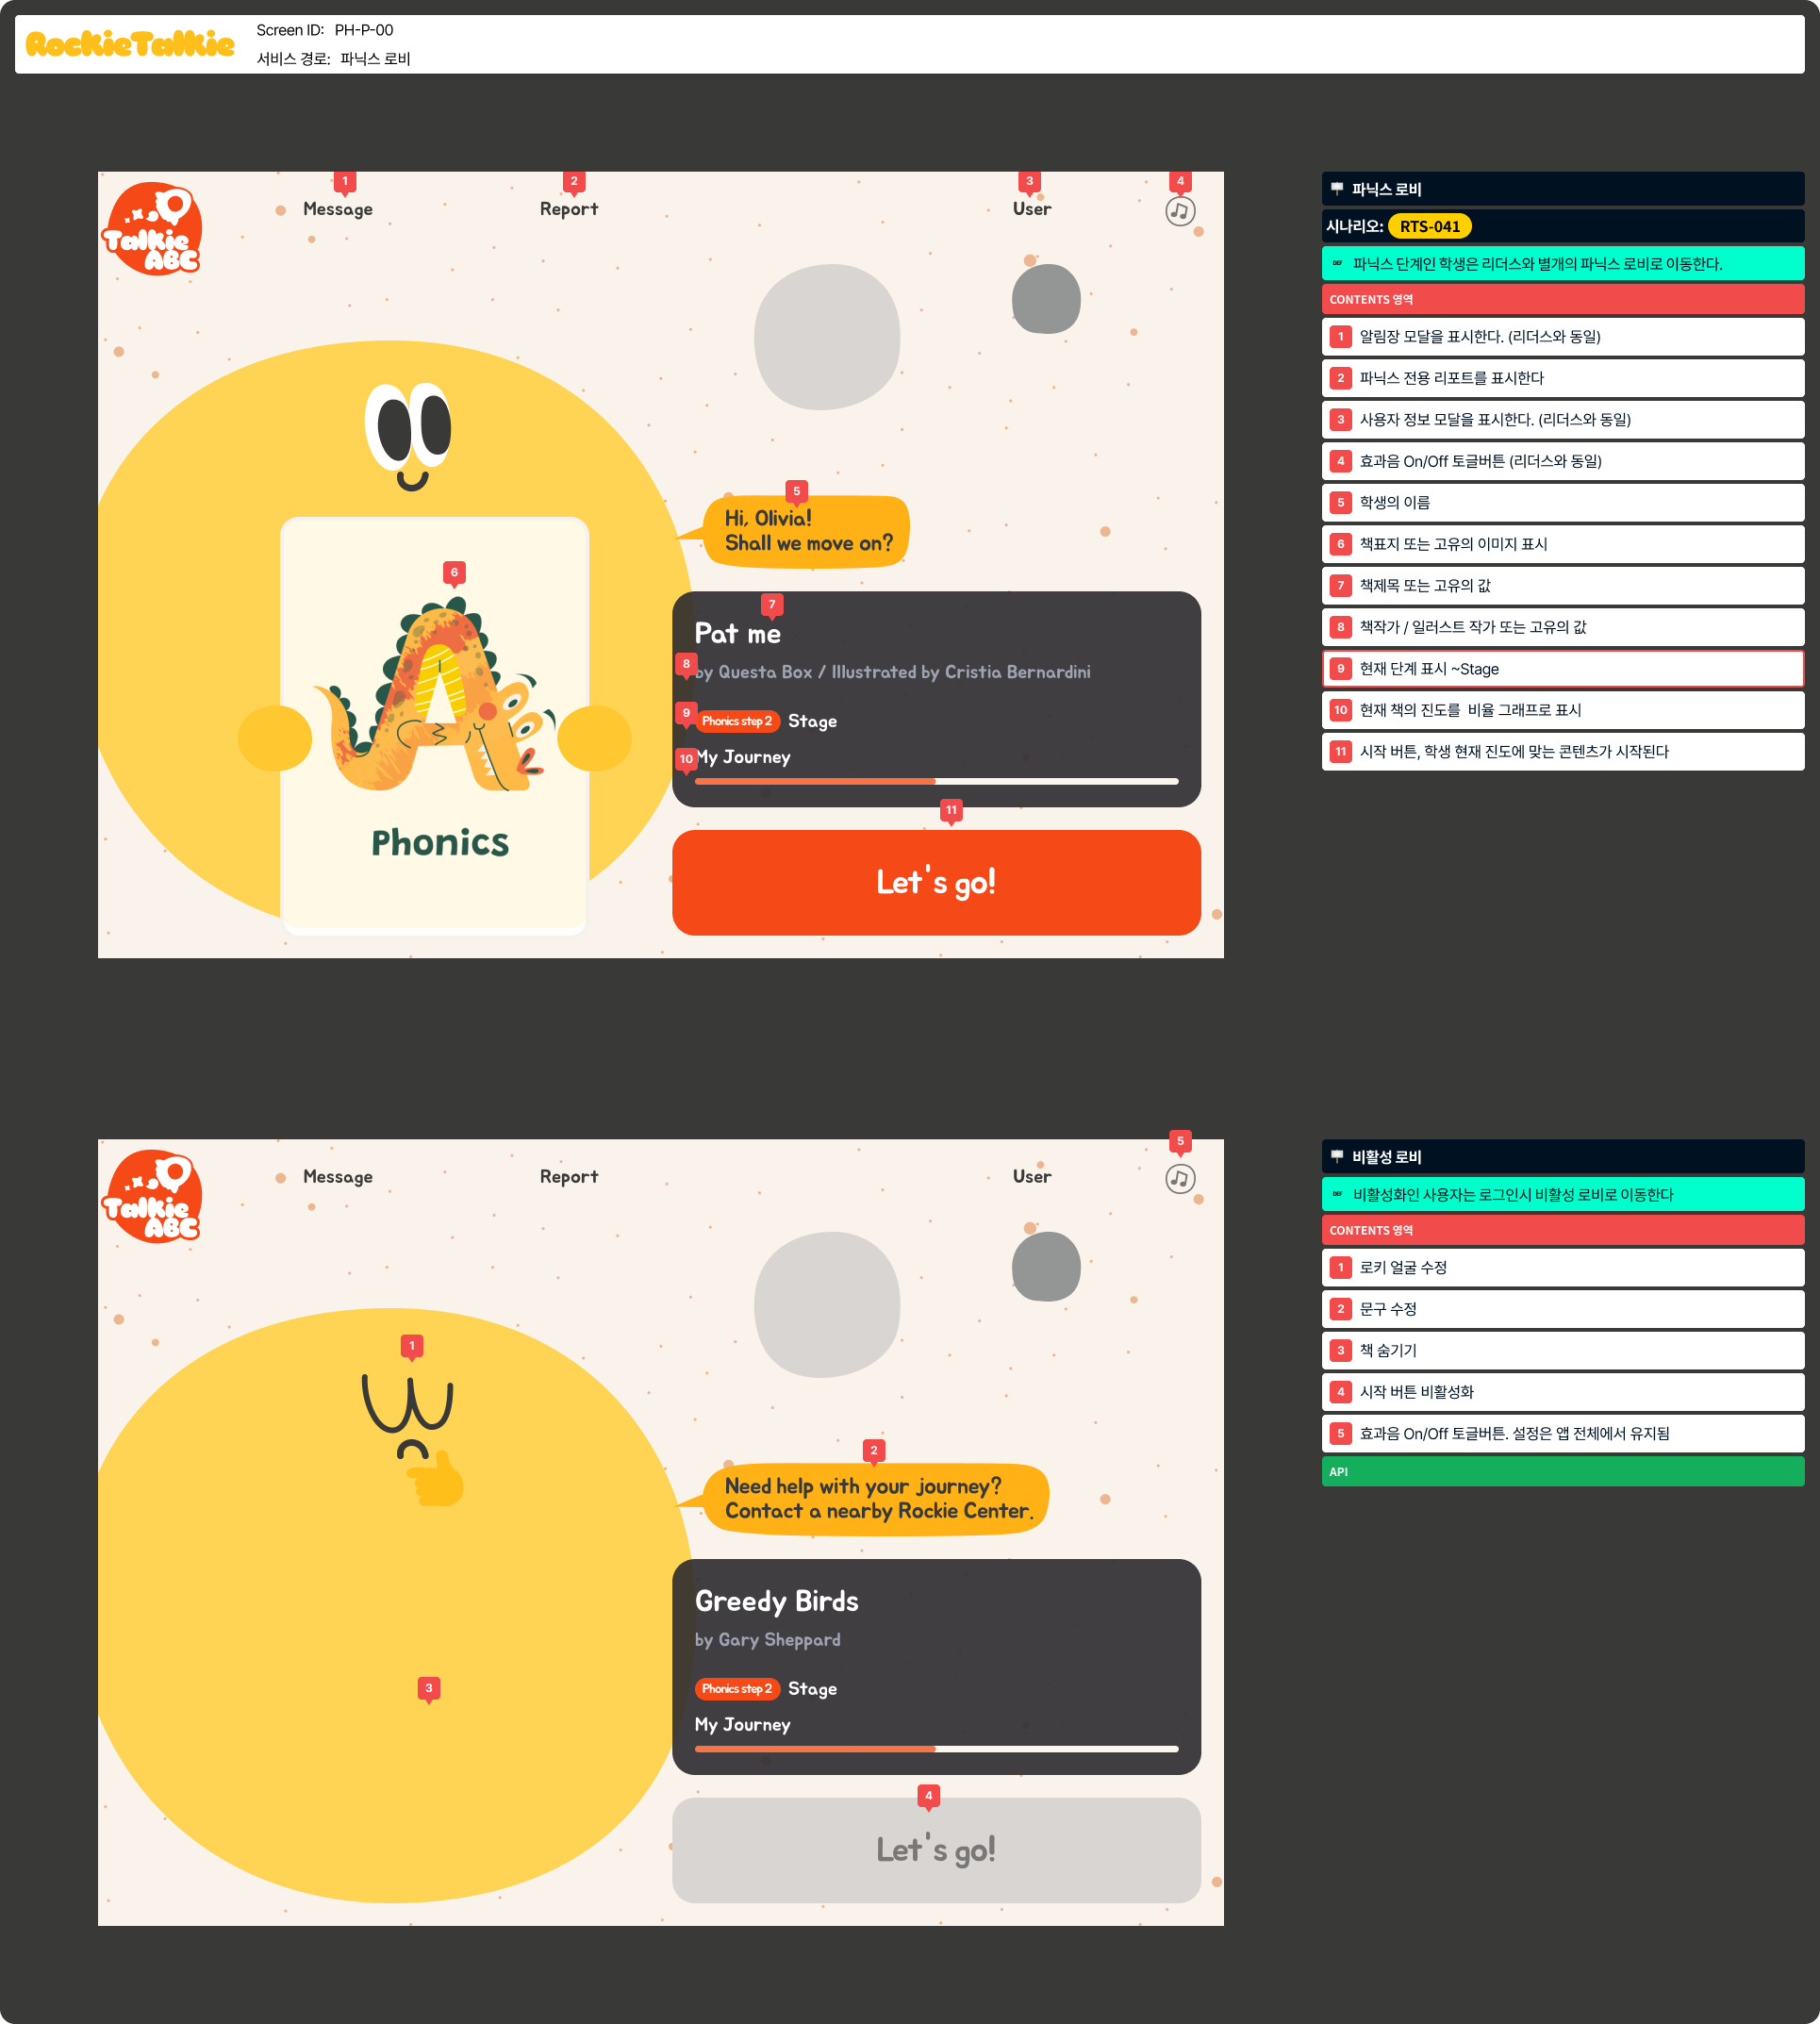 RockieTalkie
Screen ID: PH-P-00
서비스 경로: 파닉스 로비
Talkie
ABC
1
Message
2
Report
3
User
4
5
Hi, Olivia!
Shall we move on?
6
Phonics
7
Pat me
8
by Questa Box / Illustrated by Cristia Bernardini
9
Phonics step 2 Stage
10
My Journey
11
Let's go!
파닉스 로비
시나리오: RTS-041
DEF 파닉스 단계인 학생은 리더스와 별개의 파닉스 로비로 이동한다.
CONTENTS 영역
1 알림장 모달을 표시한다. (리더스와 동일)
2 파닉스 전용 리포트를 표시한다
3 사용자 정보 모달을 표시한다. (리더스와 동일)
4 효과음 On/Off 토글버튼 (리더스와 동일)
5 학생의 이름
6 책표지 또는 고유의 이미지 표시
7 책제목 또는 고유의 값
8 책작가 / 일러스트 작가 또는 고유의 값
9 현재 단계 표시 ~Stage
10 현재 책의 진도를 비율 그래프로 표시
11 시작 버튼, 학생 현재 진도에 맞는 콘텐츠가 시작된다
Talkie
ABC
Message
Report
User
5
1
2
Need help with your journey?
Contact a nearby Rockie Center.
3
Greedy Birds
by Gary Sheppard
Phonics step 2 Stage
My Journey
4
Let's go!
비활성 로비
DEF 비활성화인 사용자는 로그인시 비활성 로비로 이동한다
CONTENTS 영역
1 로키 얼굴 수정
2 문구 수정
3 책 숨기기
4 시작 버튼 비활성화
5 효과음 On/Off 토글버튼. 설정은 앱 전체에서 유지됨
API